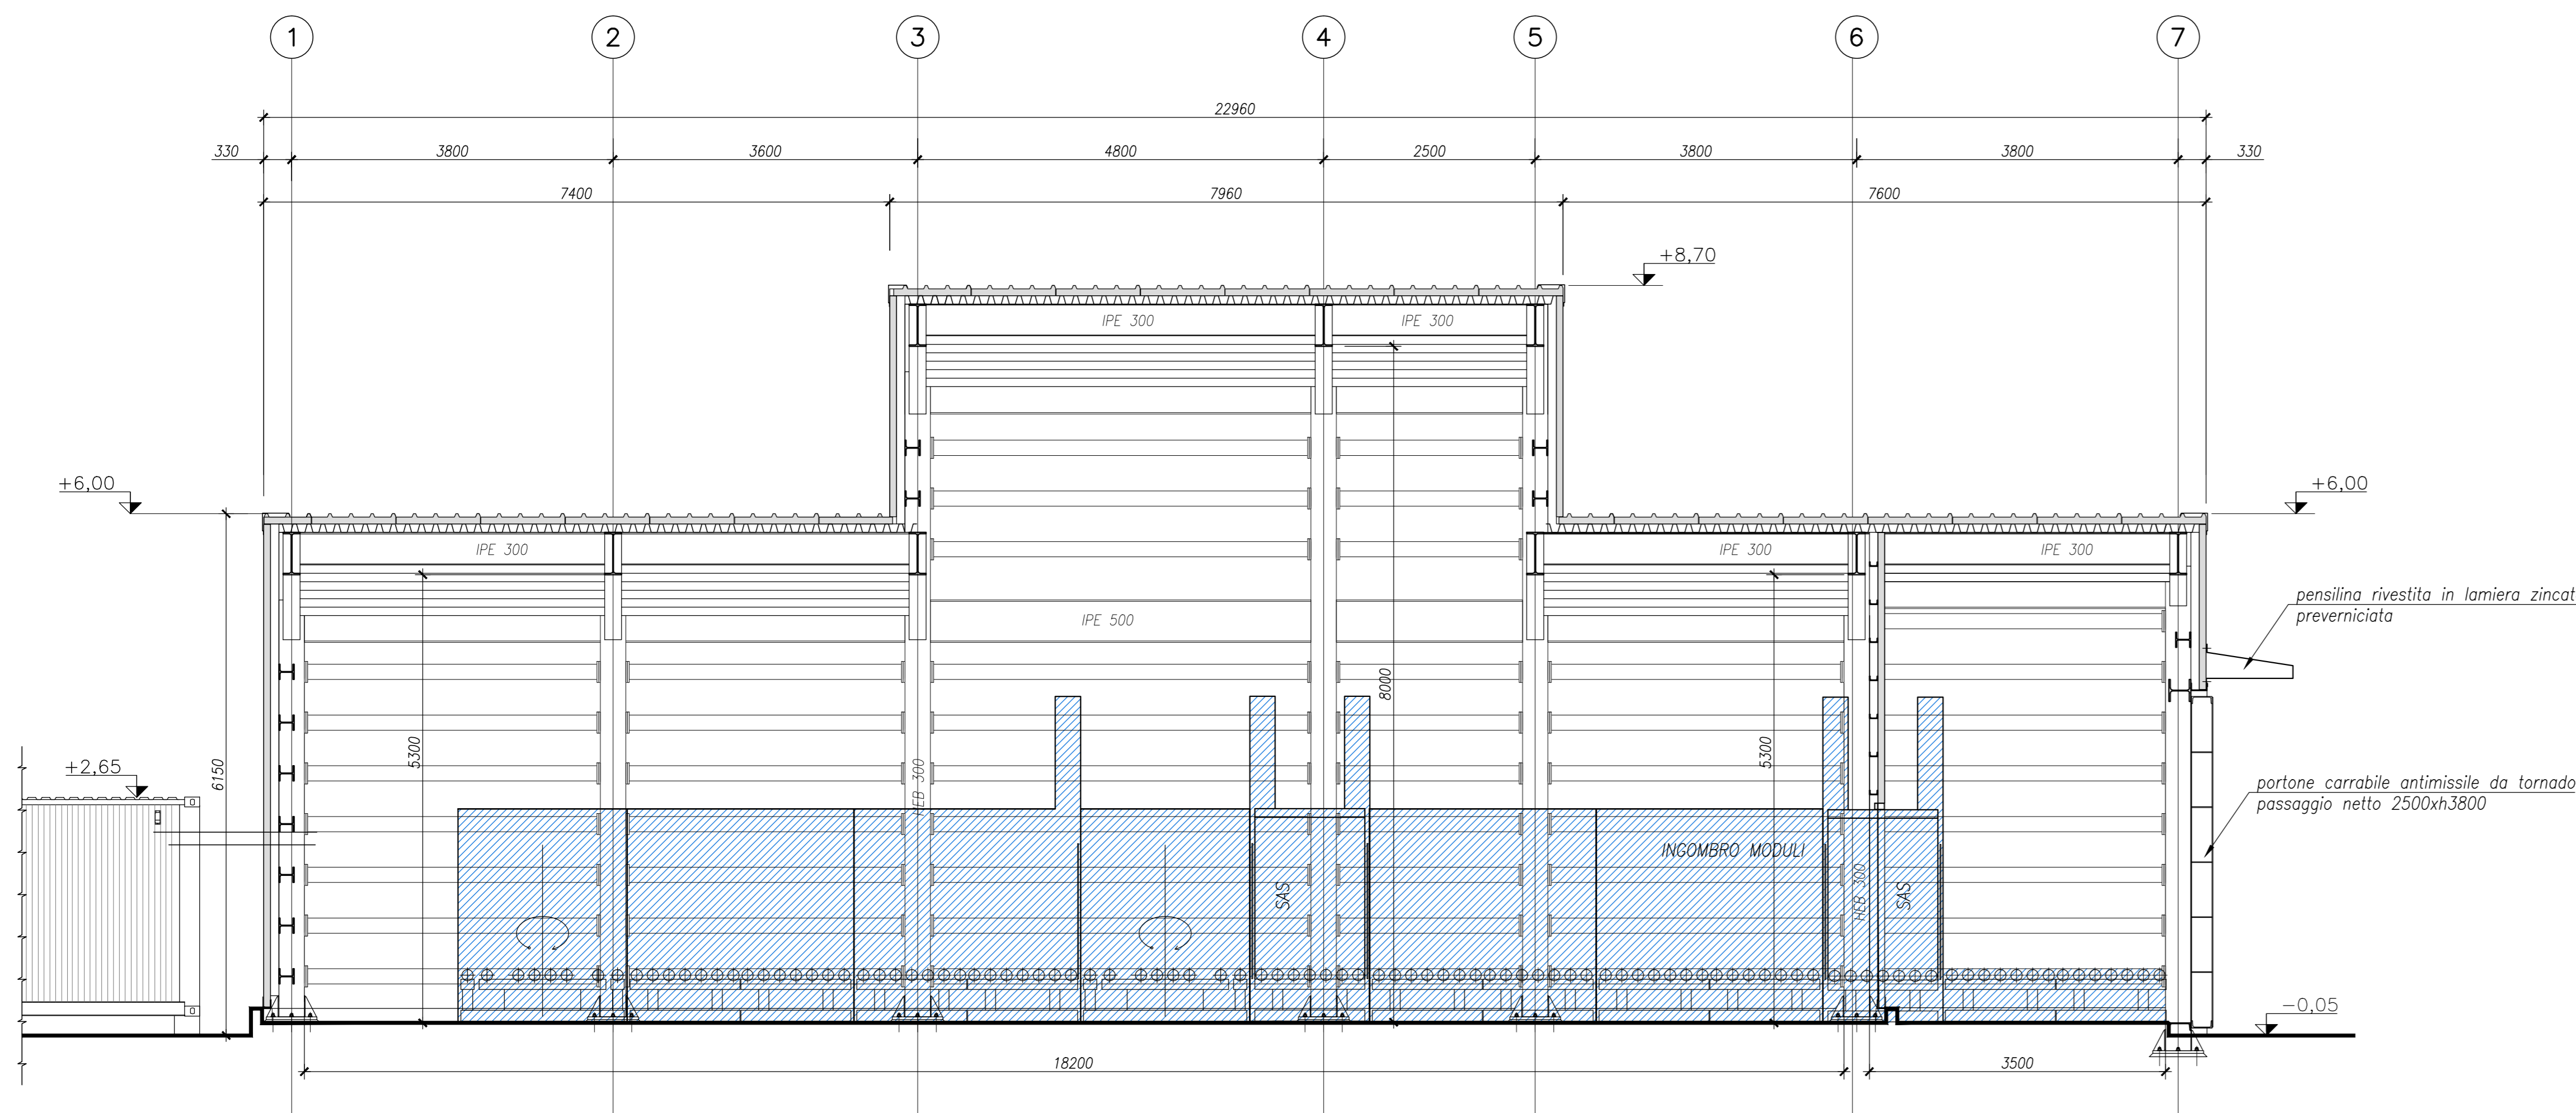 1 2 3 4 5 6 7
22960
330 3800 3600 4800 2500 3800 3800 330
7400 7960 7600
+8,70
IPE 300 IPE 300
+6,00 +6,00
IPE 300 IPE 300 IPE 300
pensilina rivestita in lamiera zincat
preverniciata
IPE 500
8000
5300 5300
+2,65
6150
HEB 300
portone carrabile antimissile da tornado
passaggio netto 2500xh3800
INGOMBRO MODULI
SAS
HEB 300
SAS
-0,05
18200 3500